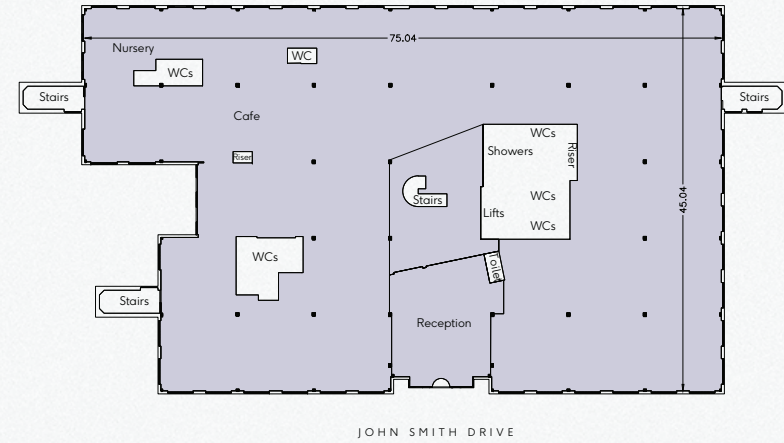 75.04
Nursery
WC
WCs
Stairs
Stairs
Cafe
WCs
Showers
Riser
Riser
Stairs
WCs
45.04
Lifts
WCs
WCs
Toilet
Stairs
Reception
JOHN SMITH DRIVE